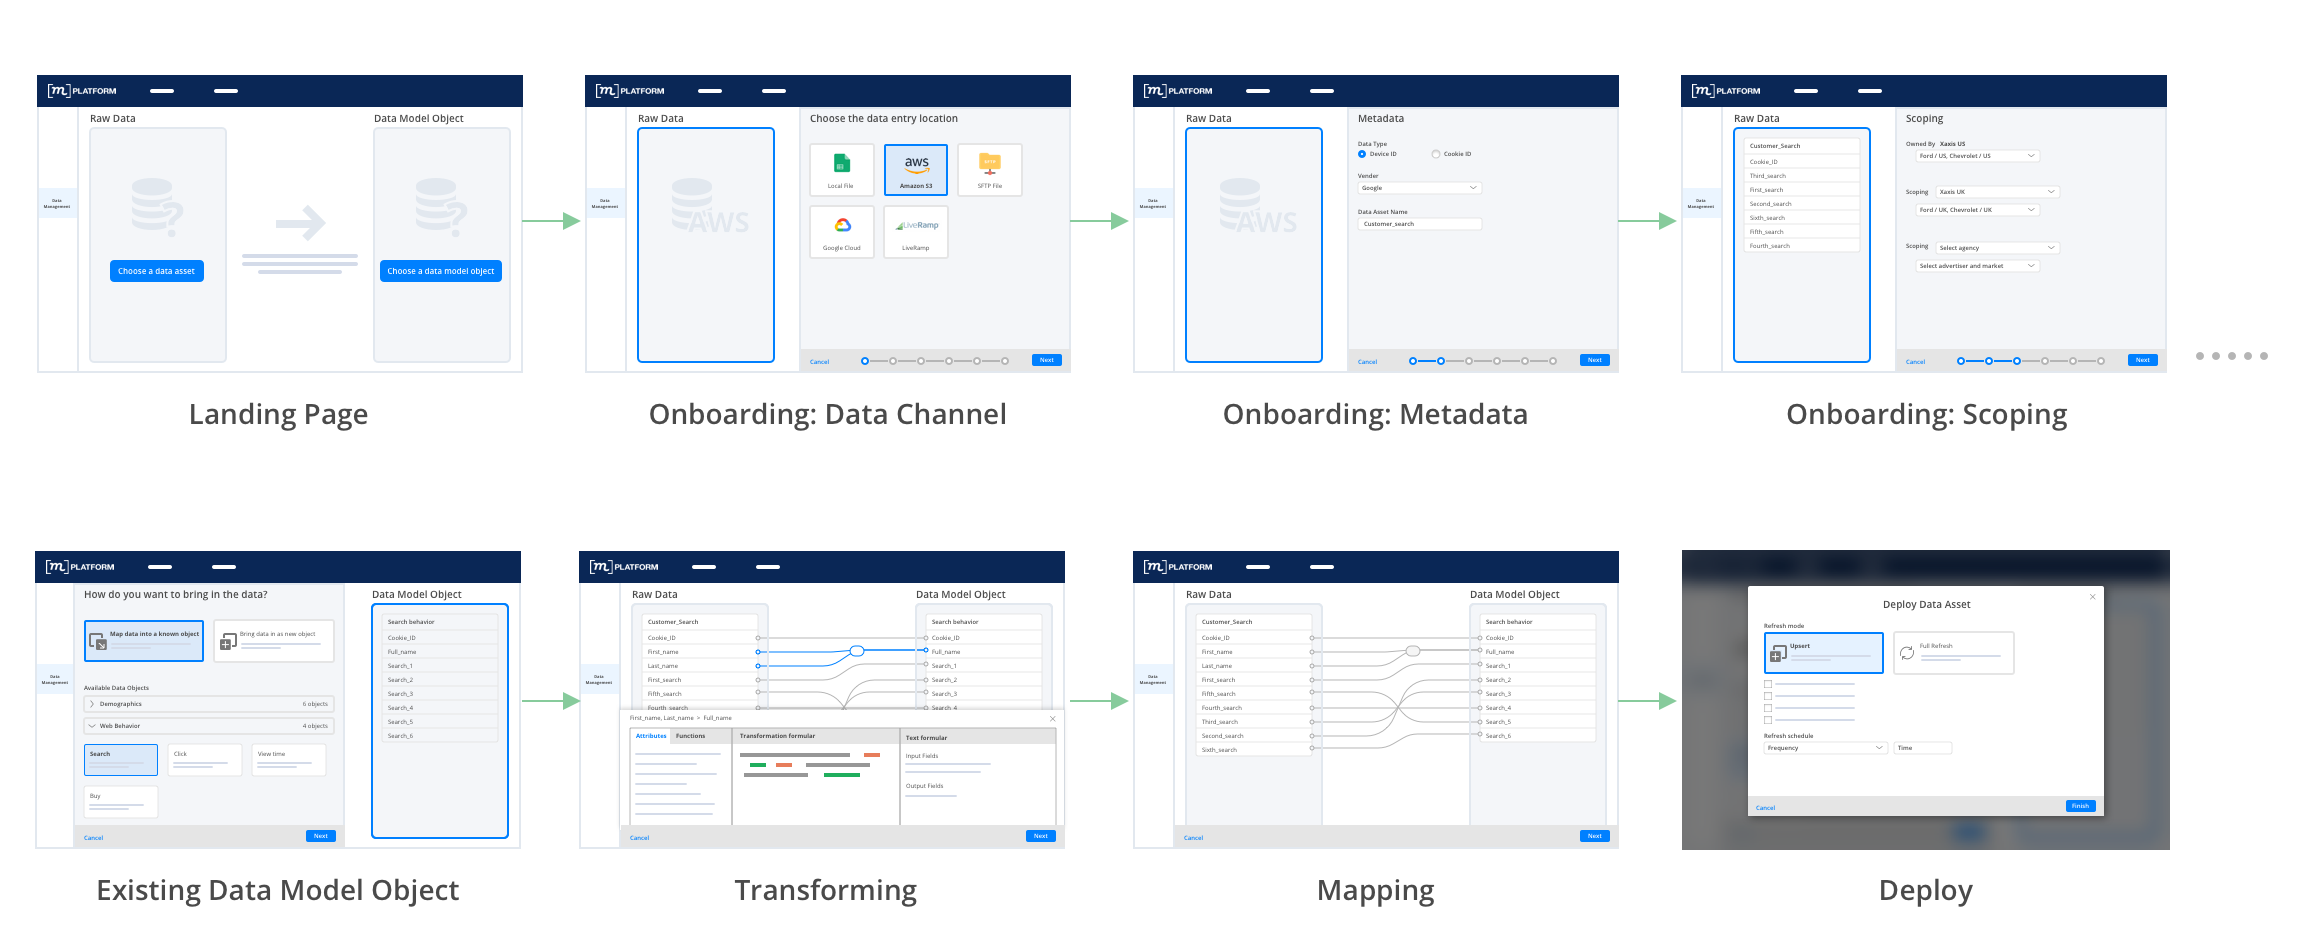 [m] PLATFORM
Raw Data
Data Model Object
Data
Management
Choose a data asset
Choose a data model object
Landing Page
[m] PLATFORM
Raw Data
Choose the data entry location
Data
Management
AWS
Local File
aws
Amazon S3
SFTP
SFTP File
Google Cloud
LiveRamp
LiveRamp
Cancel
Next
Onboarding: Data Channel
[m] PLATFORM
Raw Data
Metadata
Data
Management
AWS
Data Type
Device ID
Cookie ID
Vender
Google
Data Asset Name
Customer_search
Cancel
Next
Onboarding: Metadata
[m] PLATFORM
Raw Data
Scoping
Data
Management
Customer_Search
Cookie_ID
Third_search
First_search
Second_search
Sixth_search
Fifth_search
Fourth_search
Owned By Xaxis US
Ford / US, Chevrolet / US
Scoping Xaxis UK
Ford / UK, Chevrolet / UK
Scoping Select agency
Select advertiser and market
Cancel
Next
Onboarding: Scoping
[m] PLATFORM
How do you want to bring in the data?
Data Model Object
Data
Management
Map data into a known object
Bring data in as new object
Available Data Objects
Demographics 6 objects
Web Behavior 4 objects
Search
Click
View time
Buy
Search behavior
Cookie_ID
Full_name
Search_1
Search_2
Search_3
Search_4
Search_5
Search_6
Cancel
Next
Existing Data Model Object
[m] PLATFORM
Raw Data
Data Model Object
Data
Management
Customer_Search
Cookie_ID
First_name
Last_name
First_search
Fifth_search
Fourth_search
Search behavior
Cookie_ID
Full_name
Search_1
Search_2
Search_3
Search_4
First_name, Last_name > Full_name
Attributes Functions
Transformation formular
Text formular
Input Fields
Output Fields
Cancel
Next
Transforming
[m] PLATFORM
Raw Data
Data Model Object
Data
Management
Customer_Search
Cookie_ID
First_name
Last_name
First_search
Fifth_search
Fourth_search
Third_search
Second_search
Sixth_search
Search behavior
Cookie_ID
Full_name
Search_1
Search_2
Search_3
Search_4
Search_5
Search_6
Cancel
Next
Mapping
Deploy Data Asset
Refresh mode
Upsert
Full Refresh
Refresh schedule
Frequency
Time
Cancel
Finish
Deploy